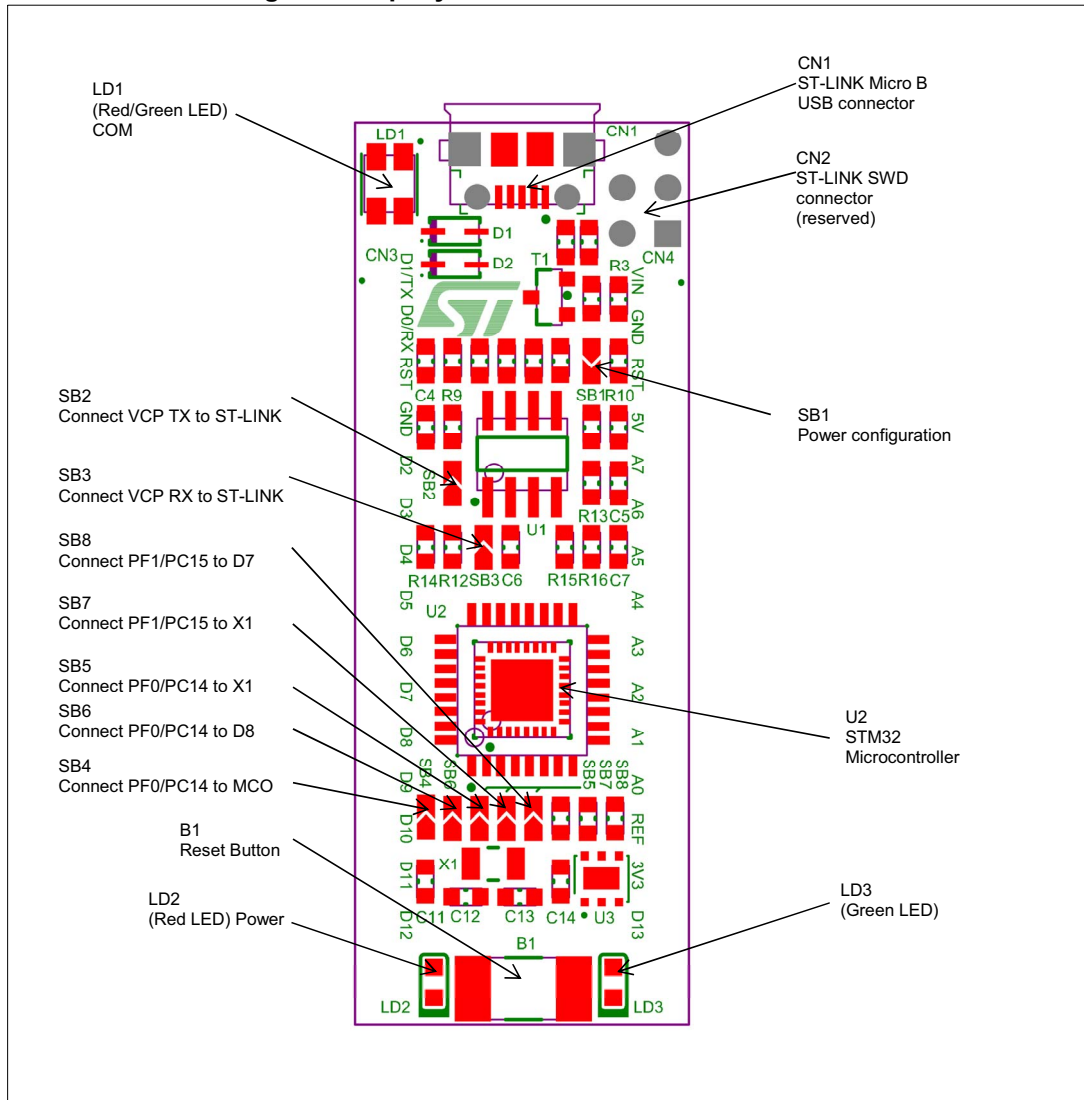 LD1
(Red/Green LED)
COM
CN1
ST-LINK Micro B
USB connector
CN2
ST-LINK SWD
connector
(reserved)
SB1
Power configuration
SB2
Connect VCP TX to ST-LINK
SB3
Connect VCP RX to ST-LINK
SB8
Connect PF1/PC15 to D7
SB7
Connect PF1/PC15 to X1
SB5
Connect PF0/PC14 to X1
SB6
Connect PF0/PC14 to D8
SB4
Connect PF0/PC14 to MCO
B1
Reset Button
LD2
(Red LED) Power
U2
STM32
Microcontroller
LD3
(Green LED)
LD1
CN1
D1
CN3
D2
T1
R3
CN4
D1/TX
D0/RX
RST
GND
D2
D3
D4
D5
D6
D7
D8
D9
D10
D11
D12
VIN
GND
RST
5V
A7
A6
A5
A4
A3
A2
A1
A0
REF
3V3
D13
ST
C4
R9
SB1
R10
SB2
U1
R13
C5
R14
R12
SB3
C6
R15
R16
C7
U2
SB4
SB6
SB5
SB7
SB8
X1
C11
C12
C13
C14
U3
B1
LD2
LD3